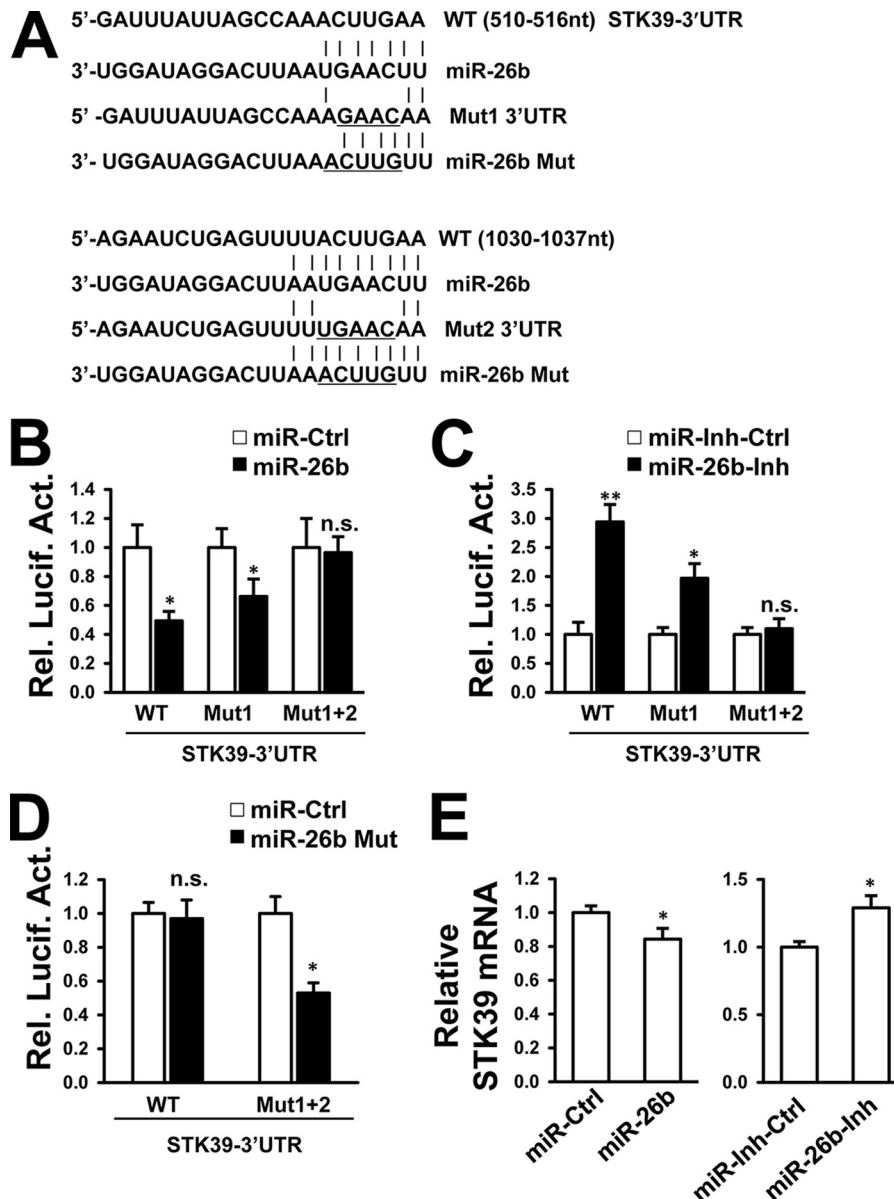 A
5'-GAUUUAUUAGCCAAACUUGAA WT (510-516nt) STK39-3'UTR
3'-UGGAUAGGACUUAAUGAACUU miR-26b
5' -GAUUUAUUAGCCAAAGAACAA Mut1 3'UTR
3'- UGGAUAGGACUUAAACUUGUU miR-26b Mut
5'-AGAAUCUGAGUUUUACUUGAA WT (1030-1037nt)
3'-UGGAUAGGACUUAAUGAACUU miR-26b
5'-AGAAUCUGAGUUUUUGAACAA Mut2 3'UTR
3'-UGGAUAGGACUUAAACUUGUU miR-26b Mut
B
miR-Ctrl
miR-26b
Rel. Lucif. Act.
1.4
1.2
1.0
0.8
0.6
0.4
0.2
0.0
*
*
n.s.
WT Mut1 Mut1+2
STK39-3'UTR
C
miR-Inh-Ctrl
miR-26b-Inh
Rel. Lucif. Act.
3.5
3.0
2.5
2.0
1.5
1.0
0.5
0.0
**
*
n.s.
WT Mut1 Mut1+2
STK39-3'UTR
D
miR-Ctrl
miR-26b Mut
Rel. Lucif. Act.
1.2
1.0
0.8
0.6
0.4
0.2
0.0
n.s.
*
WT Mut1+2
STK39-3'UTR
E
Relative
STK39 mRNA
1.2
1.0
0.8
0.6
0.4
0.2
0.0
*
miR-Ctrl
miR-26b
1.5
1.0
0.5
0.0
*
miR-Inh-Ctrl
miR-26b-Inh